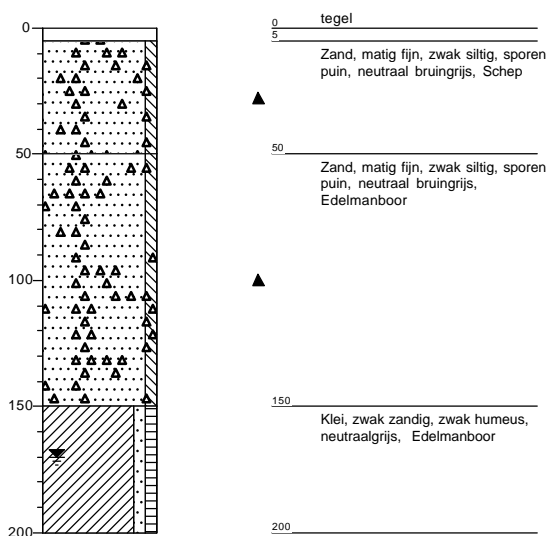 0
0
tegel
5
Zand, matig fijn, zwak siltig, sporen
puin, neutraal bruingrijs, Schep
50
50
Zand, matig fijn, zwak siltig, sporen
puin, neutraal bruingrijs,
Edelmanboor
100
150
150
Klei, zwak zandig, zwak humeus,
neutraalgrijs, Edelmanboor
200
200